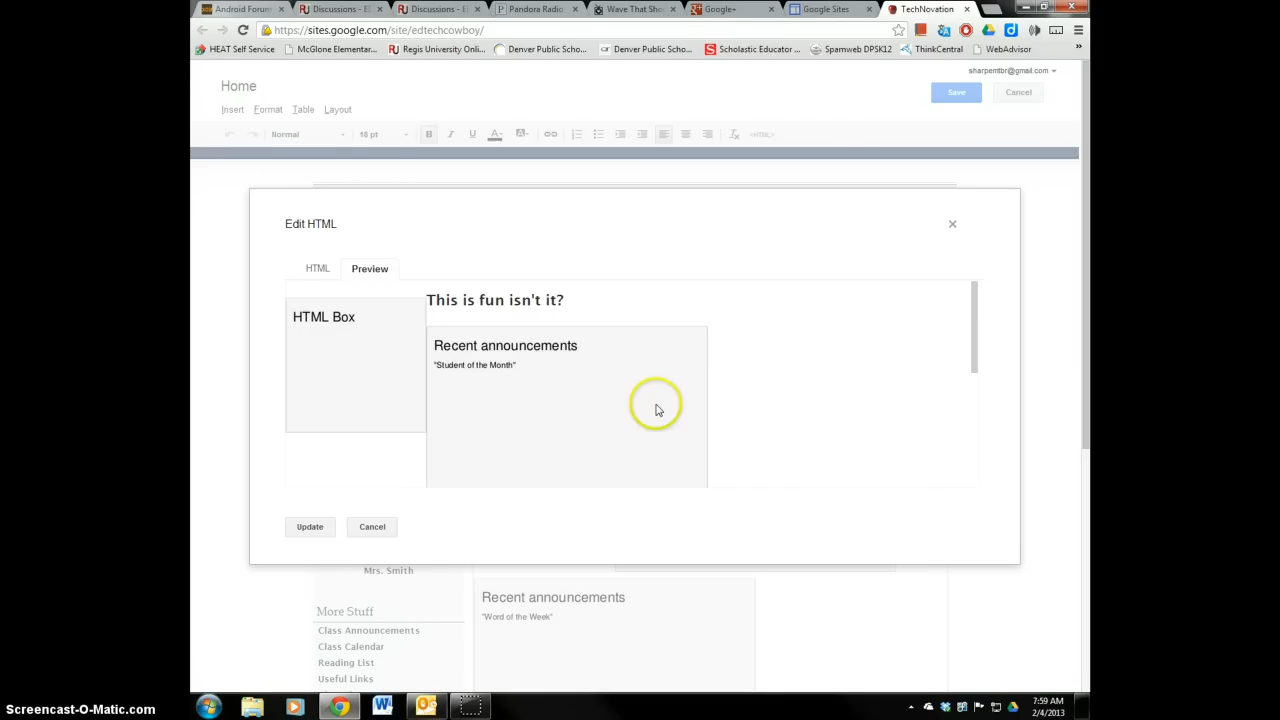 Android Forum
Discussions - E
Discussions - E
Pandora Radio
Wave That Sho
Google+
Google Sites
TechNovation
https://sites.google.com/site/edtechcowboy/
HEAT Self Service
McGlone Elementar...
Regis University Onli...
Denver Public Scho...
Denver Public Scho...
Scholastic Educator ...
Spamweb DPSK12
ThinkCentral
WebAdvisor
sharpemtbr@gmail.com
Home
Save
Cancel
Insert Format Table Layout
Normal 18 pt B I U A <HTML>
Edit HTML
HTML Preview
This is fun isn't it?
HTML Box
Recent announcements
"Student of the Month"
Update Cancel
Mrs. Smith
Recent announcements
More Stuff
"Word of the Week"
Class Announcements
Class Calendar
Reading List
Useful Links
Screencast-O-Matic.com
7:59 AM
2/4/2013